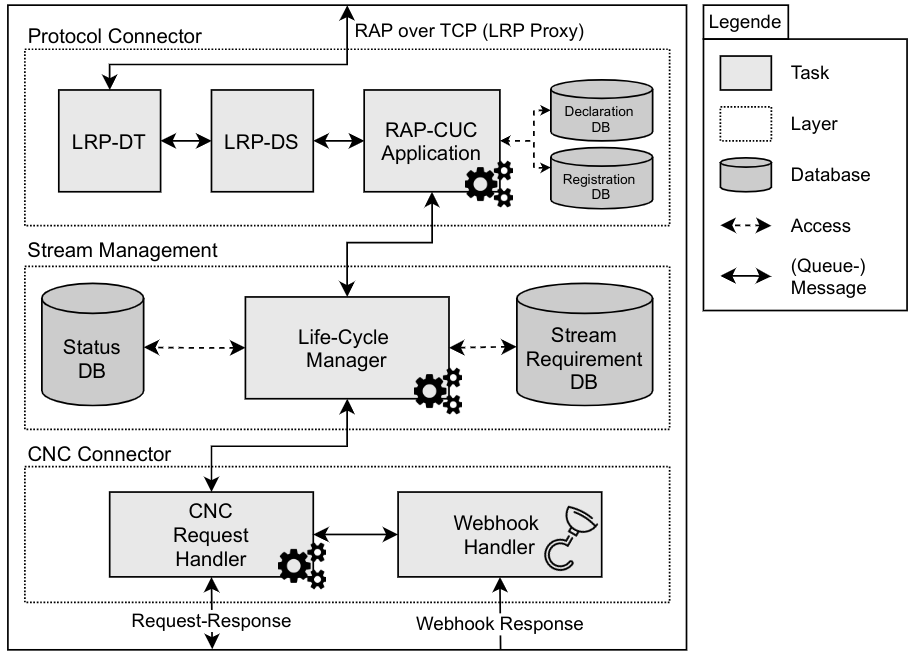 RAP over TCP (LRP Proxy)
Protocol Connector
LRP-DT
LRP-DS
RAP-CUC
Application
Declaration
DB
Registration
DB
Stream Management
Status
DB
Life-Cycle
Manager
Stream
Requirement
DB
CNC Connector
CNC
Request
Handler
Webhook
Handler
Request-Response
Webhook Response
Legende
Task
Layer
Database
Access
(Queue-)
Message